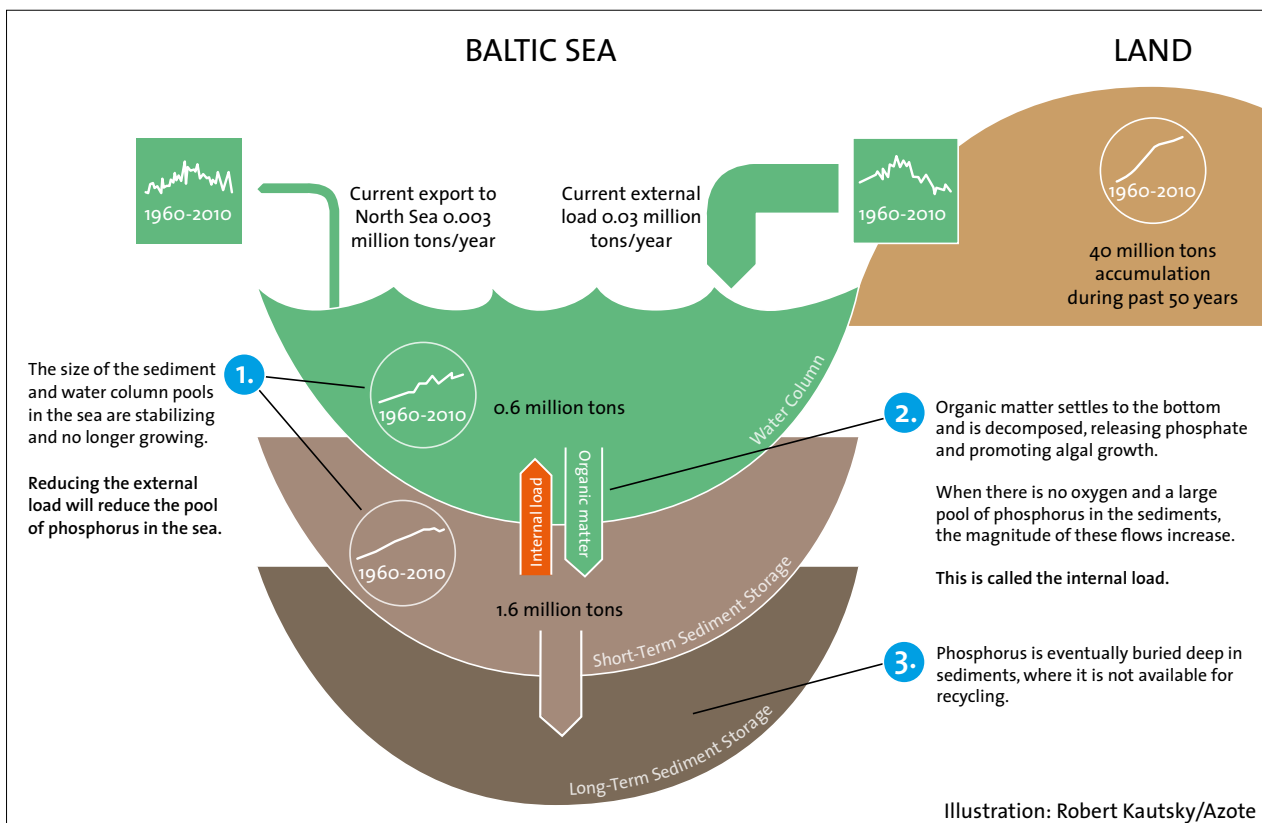 BALTIC SEA
LAND
1960-2010
Current export to
North Sea 0.003
million tons/year
Current external
load 0.03 million
tons/year
1960-2010
1960-2010
40 million tons
accumulation
during past 50 years
The size of the sediment
and water column pools
in the sea are stabilizing
and no longer growing.
Reducing the external
load will reduce the pool
of phosphorus in the sea.
1.
1960-2010
0.6 million tons
Water Column
Internal load
Organic matter
2.
Organic matter settles to the bottom
and is decomposed, releasing phosphate
and promoting algal growth.
When there is no oxygen and a large
pool of phosphorus in the sediments,
the magnitude of these flows increase.
This is called the internal load.
1960-2010
1.6 million tons
Short-Term Sediment Storage
3.
Phosphorus is eventually buried deep in
sediments, where it is not available for
recycling.
Long-Term Sediment Storage
Illustration: Robert Kautsky/Azote